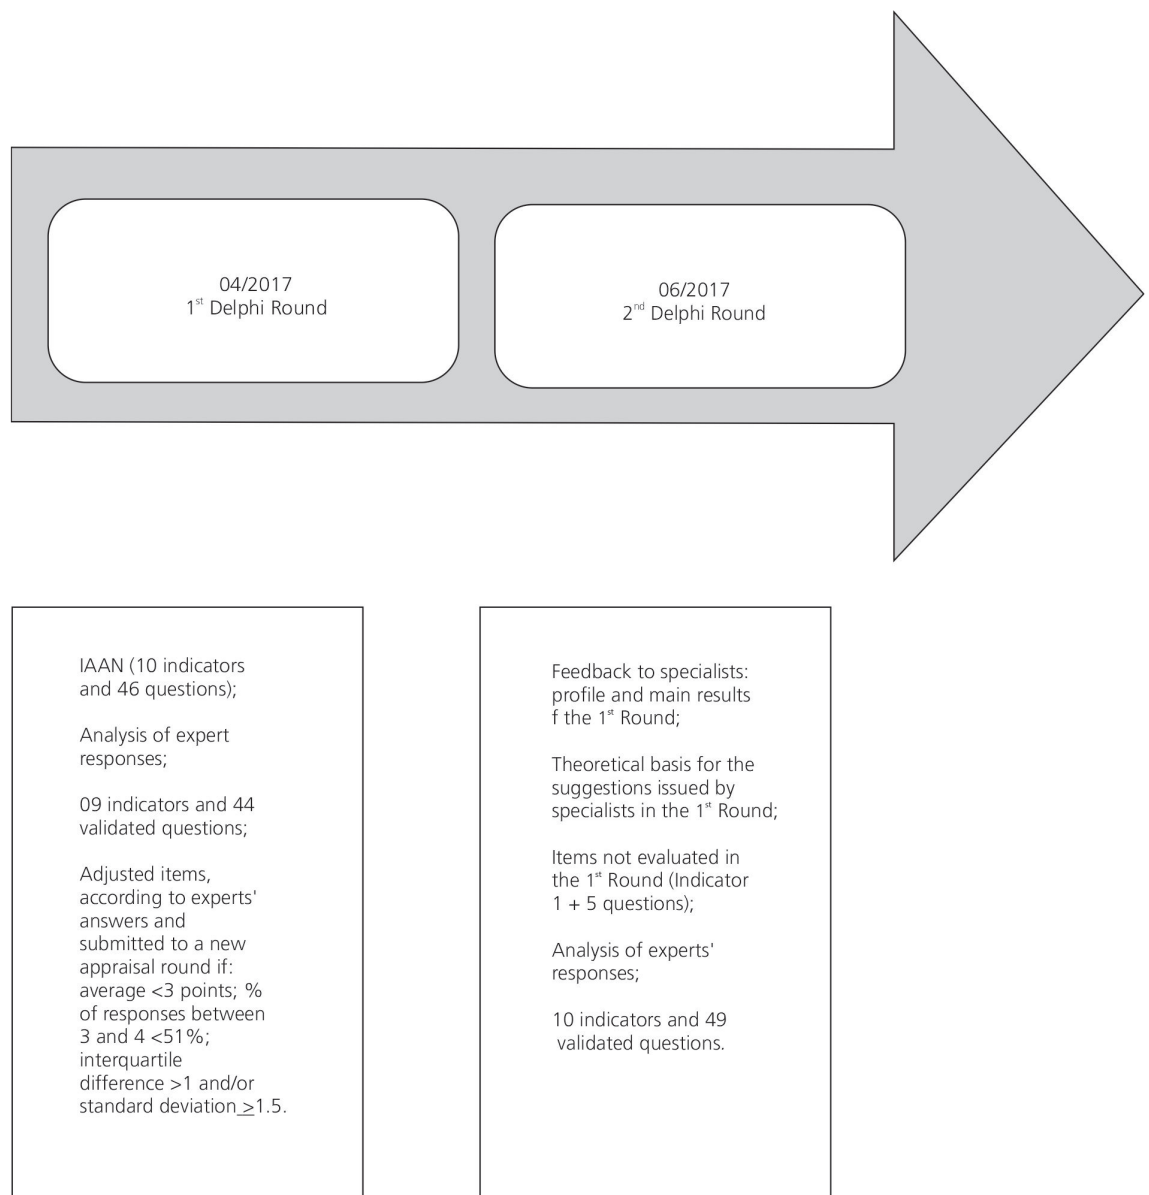 04/2017
1st Delphi Round
06/2017
2nd Delphi Round
IAAN (10 indicators
and 46 questions);
Analysis of expert
responses;
09 indicators and 44
validated questions;
Adjusted items,
according to experts'
answers and
submitted to a new
appraisal round if:
average <3 points; %
of responses between
3 and 4 <51%;
interquartile
difference >1 and/or
standard deviation ≥1.5.
Feedback to specialists:
profile and main results
f the 1st Round;
Theoretical basis for the
suggestions issued by
specialists in the 1st Round;
Items not evaluated in
the 1st Round (Indicator
1 + 5 questions);
Analysis of experts'
responses;
10 indicators and 49
validated questions.